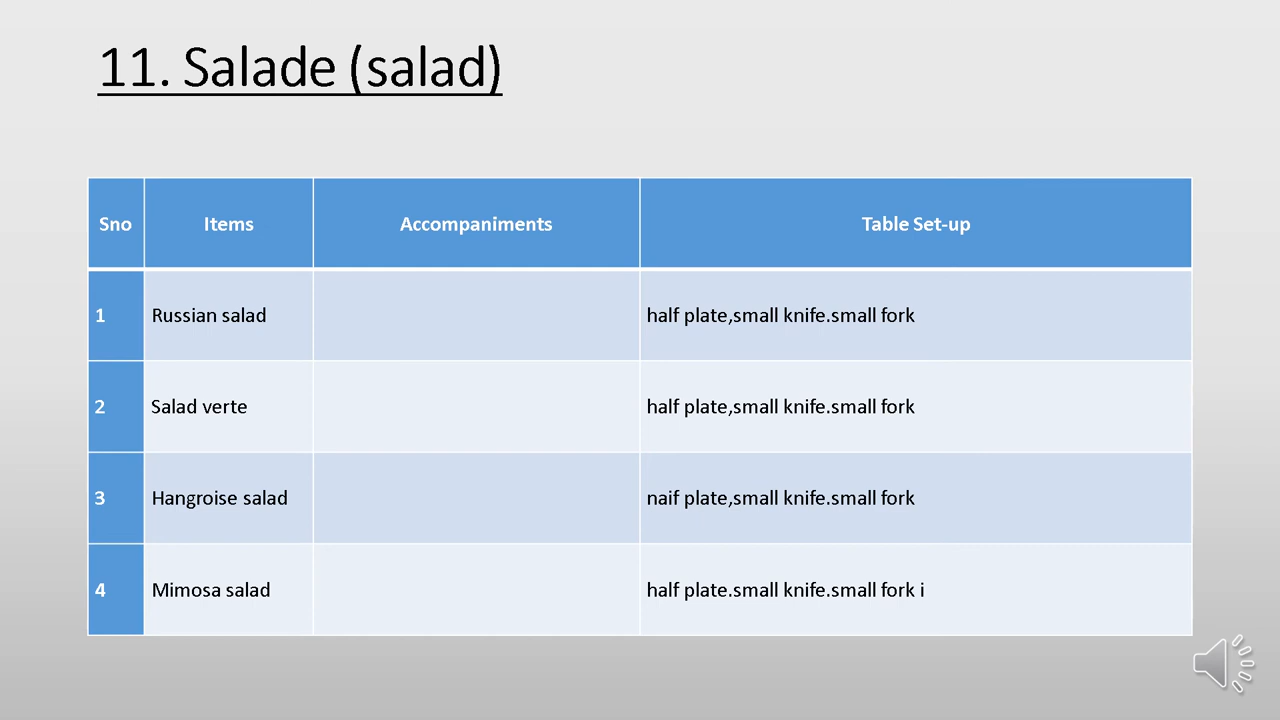 11. Salade (salad)
Sno Items Accompaniments Table Set-up
1 Russian salad half plate,small knife.small fork
2 Salad verte half plate,small knife.small fork
3 Hangroise salad naif plate,small knife.small fork
4 Mimosa salad half plate.small knife.small fork i